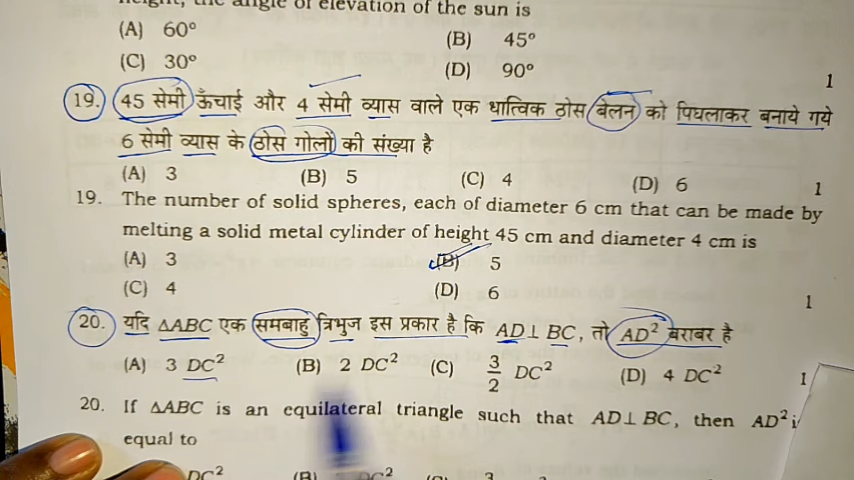 height, the angle of elevation of the sun is
(A) 60° (B) 45°
(C) 30° (D) 90°
1
19. 45 सेमी ऊँचाई और 4 सेमी व्यास वाले एक धात्विक ठोस बेलन को पिघलाकर बनाये गये
6 सेमी व्यास के ठोस गोलों की संख्या है
(A) 3 (B) 5 (C) 4 (D) 6 1
19. The number of solid spheres, each of diameter 6 cm that can be made by
melting a solid metal cylinder of height 45 cm and diameter 4 cm is
(A) 3 (B) 5
(C) 4 (D) 6 1
20. यदि ΔABC एक समबाहु त्रिभुज इस प्रकार है कि AD⊥BC, तो AD² बराबर है
(A) 3 DC² (B) 2 DC² (C) 3/2 DC² (D) 4 DC² 1
20. If ΔABC is an equilateral triangle such that AD⊥BC, then AD²
equal to
DC² (B) DC² 3